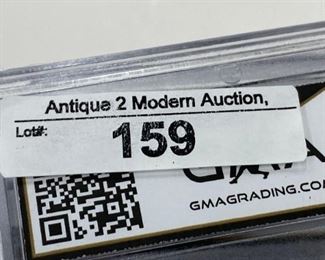 Antique 2 Modern Auction,
Lot#:
159
GMAGRADING.CO